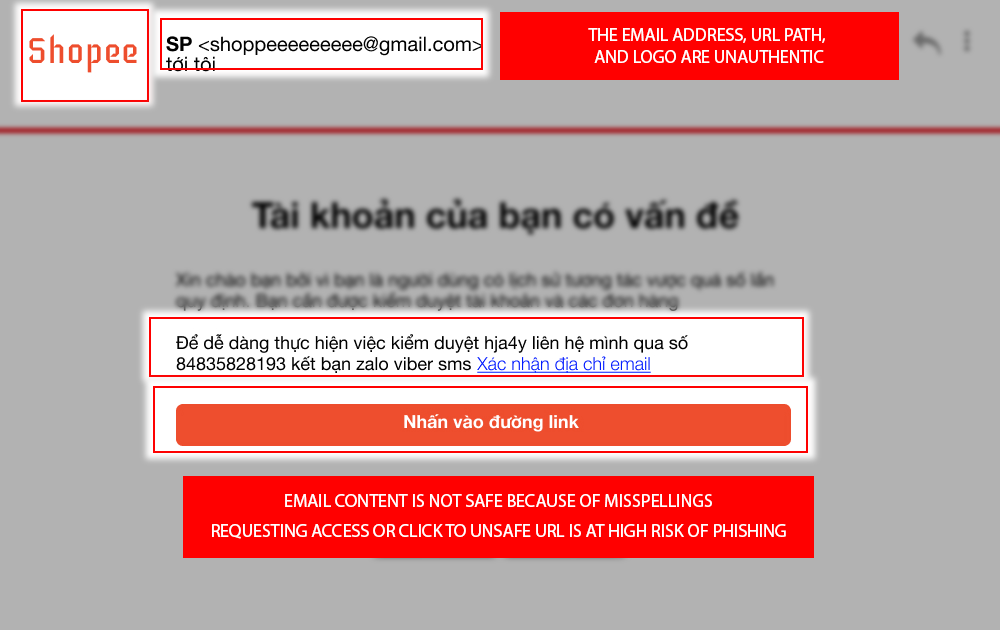 Shopee
SP <shoppeeeeeeeee@gmail.com>
tới tôi
THE EMAIL ADDRESS, URL PATH,
AND LOGO ARE UNAUTHENTIC
Tài khoản của bạn có vấn đề
Xin chào bạn bởi vì bạn là người dùng có lịch sử tương tác vược quá số lần
quy định. Bạn cần được kiểm duyệt tài khoản và các đơn hàng
Để dễ dàng thực hiện việc kiểm duyệt hja4y liên hệ mình qua số
84835828193 kết bạn zalo viber sms Xác nhận địa chỉ email
Nhấn vào đường link
EMAIL CONTENT IS NOT SAFE BECAUSE OF MISSPELLINGS
REQUESTING ACCESS OR CLICK TO UNSAFE URL IS AT HIGH RISK OF PHISHING